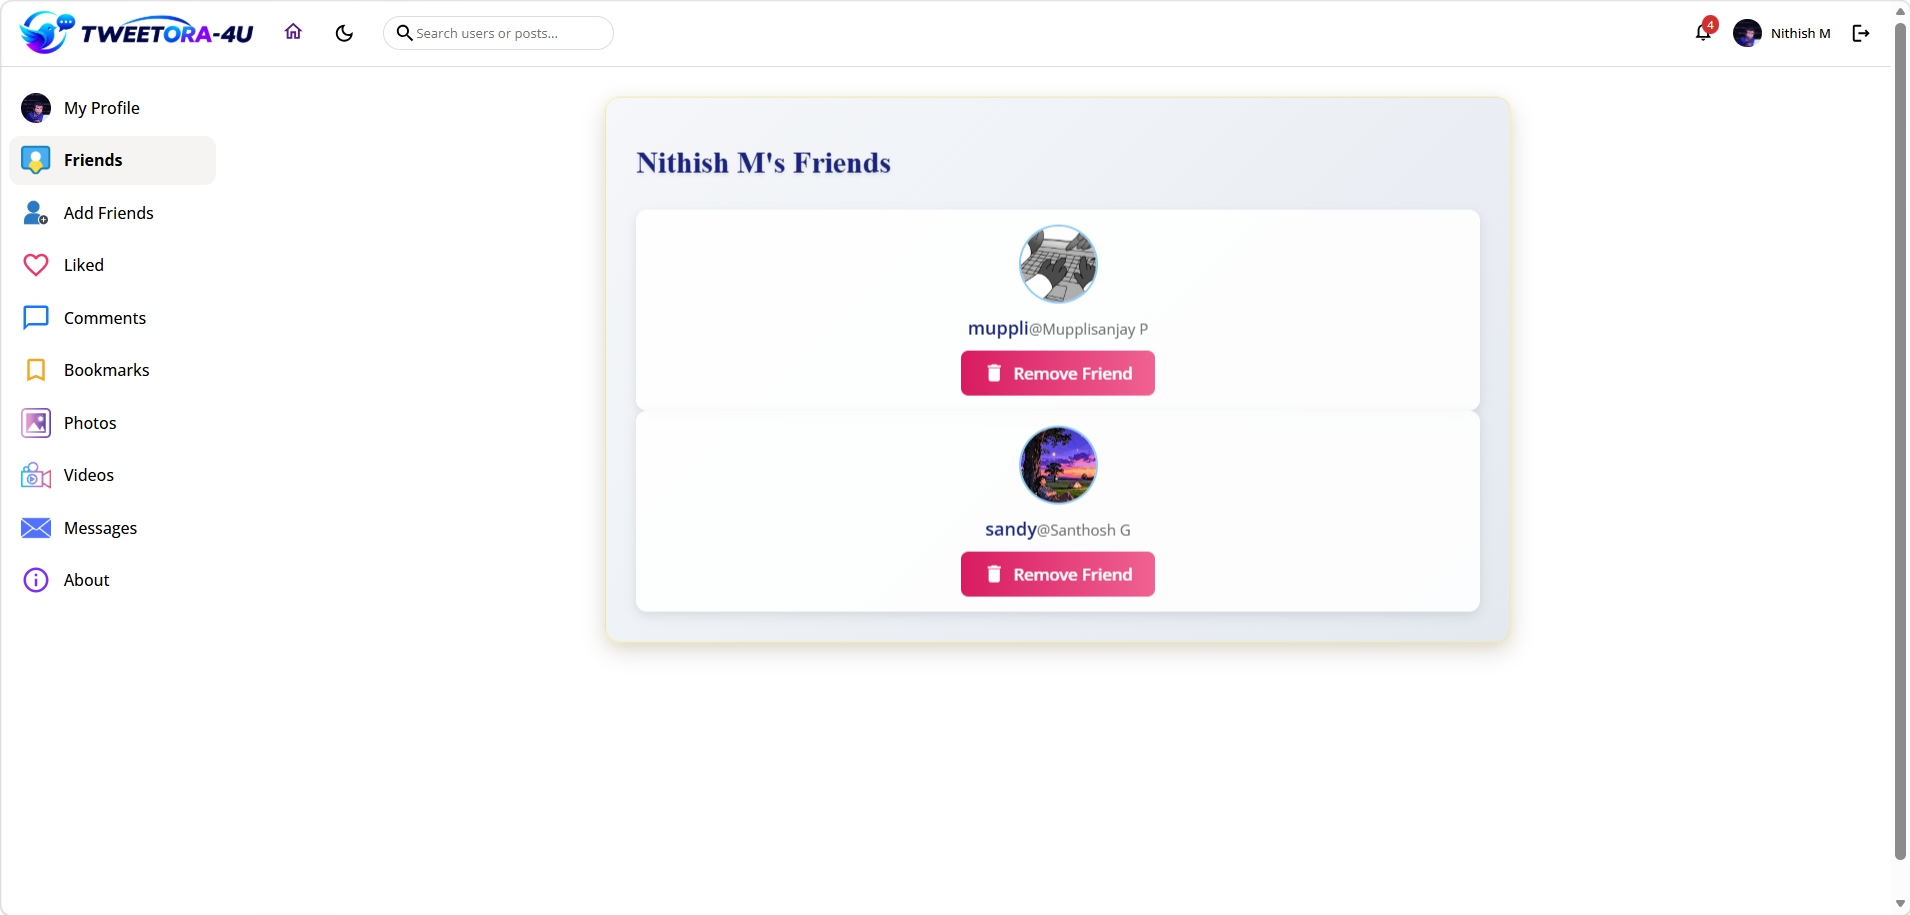 TWEETORA-4U
Search users or posts...
4
Nithish M
My Profile
Friends
Add Friends
Liked
Comments
Bookmarks
Photos
Videos
Messages
About
Nithish M's Friends
muppli@Mupplisanjay P
Remove Friend
sandy@Santhosh G
Remove Friend